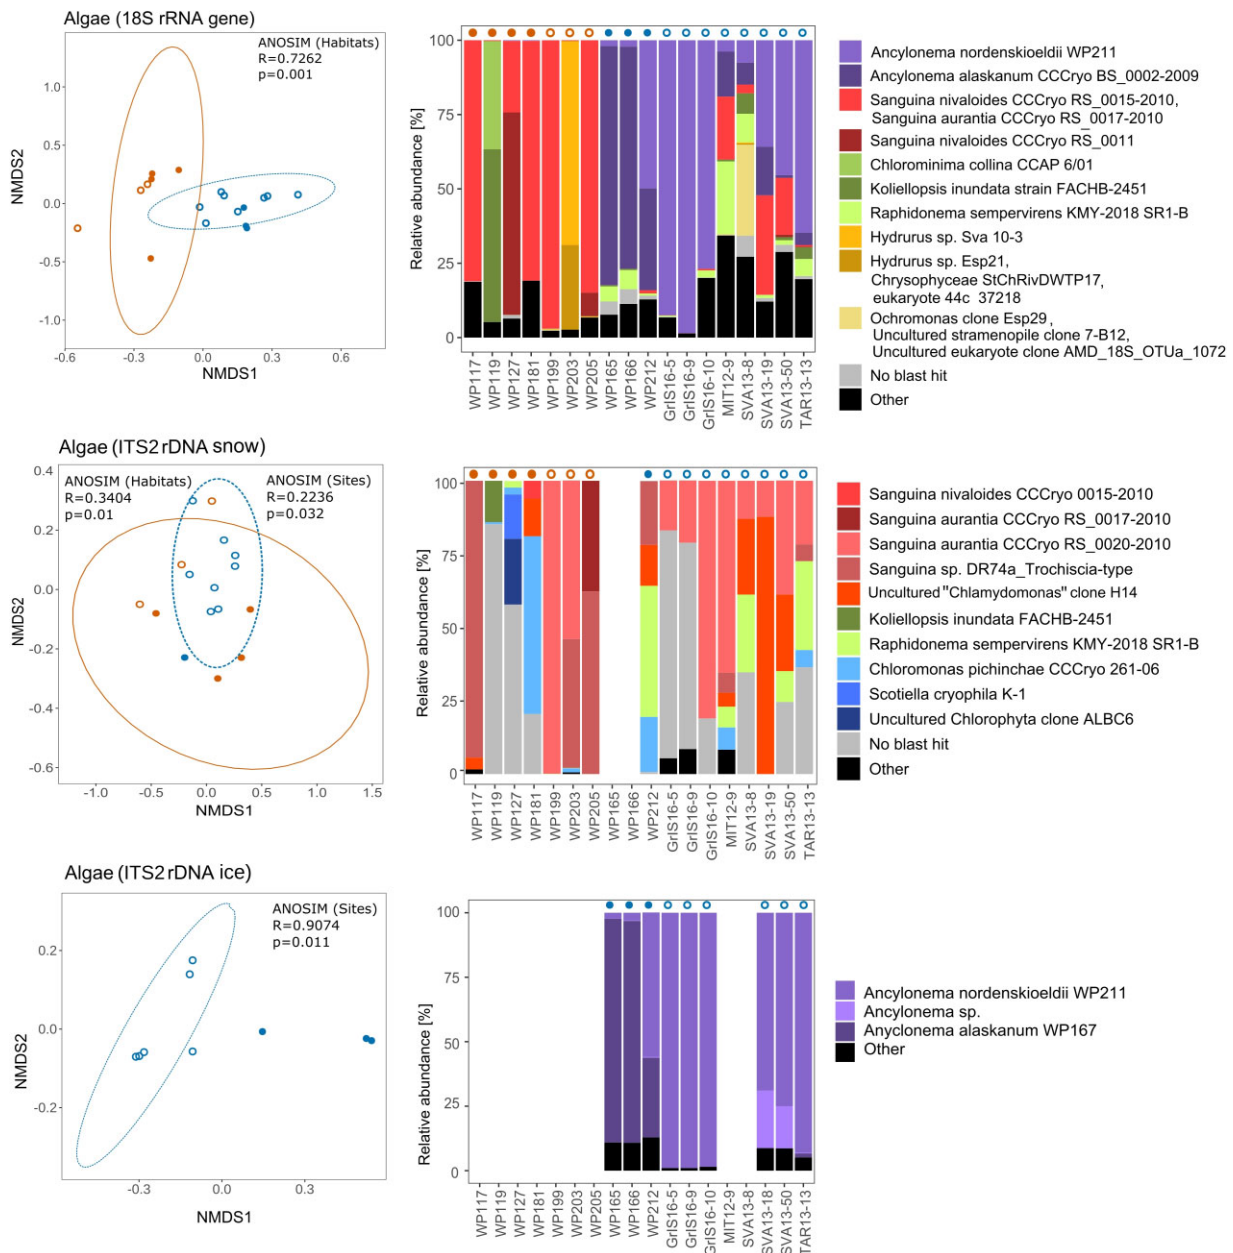 Algae (18S rRNA gene)
ANOSIM (Habitats)
R=0.7262
p=0.001
1.0
0.5
0.0
-0.5
-1.0
NMDS2
-0.6
-0.3
0.0
0.3
0.6
NMDS1
100
75
50
25
0
Relative abundance [%]
WP117
WP119
WP127
WP181
WP199
WP203
WP205
WP165
WP166
WP212
GrIS16-5
GrIS16-9
GrIS16-10
MIT12-9
SVA13-8
SVA13-19
SVA13-50
TAR13-13
Ancylonema nordenskioeldii WP211
Ancylonema alaskanum CCCryo BS_0002-2009
Sanguina nivaloides CCCryo RS_0015-2010,
Sanguina aurantia CCCryo RS_0017-2010
Sanguina nivaloides CCCryo RS_0011
Chlorominima collina CCAP 6/01
Koliellopsis inundata strain FACHB-2451
Raphidonema sempervirens KMY-2018 SR1-B
Hydrurus sp. Sva 10-3
Hydrurus sp. Esp21,
Chrysophyceae StChRivDWTP17,
eukaryote 44c 37218
Ochromonas clone Esp29,
Uncultured stramenopile clone 7-B12,
Uncultured eukaryote clone AMD_18S_OTUa_1072
No blast hit
Other
Algae (ITS2 rDNA snow)
ANOSIM (Habitats)
R=0.3404
p=0.01
ANOSIM (Sites)
R=0.2236
p=0.032
0.4
0.2
0.0
-0.2
-0.4
-0.6
NMDS2
-1.0
-0.5
0.0
0.5
1.0
1.5
NMDS1
100
75
50
25
0
Relative abundance [%]
WP117
WP119
WP127
WP181
WP199
WP203
WP205
WP165
WP166
WP212
GrIS16-5
GrIS16-9
GrIS16-10
MIT12-9
SVA13-8
SVA13-19
SVA13-50
TAR13-13
Sanguina nivaloides CCCryo 0015-2010
Sanguina aurantia CCCryo RS_0017-2010
Sanguina aurantia CCCryo RS_0020-2010
Sanguina sp. DR74a_Trochiscia-type
Uncultured "Chlamydomonas" clone H14
Koliellopsis inundata FACHB-2451
Raphidonema sempervirens KMY-2018 SR1-B
Chloromonas pichinchae CCCryo 261-06
Scotiella cryophila K-1
Uncultured Chlorophyta clone ALBC6
No blast hit
Other
Algae (ITS2 rDNA ice)
ANOSIM (Sites)
R=0.9074
p=0.011
0.2
0.0
-0.2
NMDS2
-0.3
0.0
0.3
NMDS1
100
75
50
25
0
Relative abundance [%]
WP117
WP119
WP127
WP181
WP199
WP203
WP205
WP165
WP166
WP212
GrIS16-5
GrIS16-9
GrIS16-10
MIT12-9
SVA13-18
SVA13-50
TAR13-13
Ancylonema nordenskioeldii WP211
Ancylonema sp.
Anyclonema alaskanum WP167
Other